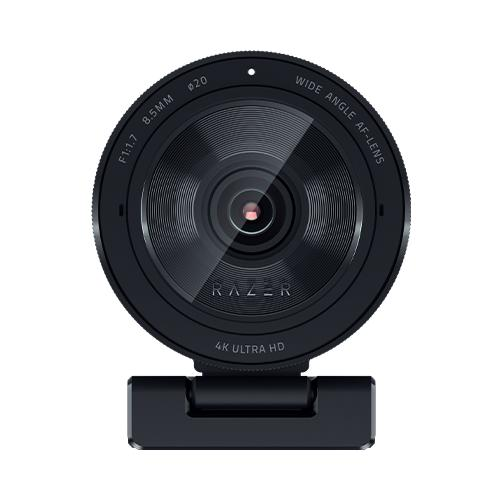 F1:1.7 8.5MM ø20
WIDE ANGLE AF-LENS
RAZER
4K ULTRA HD